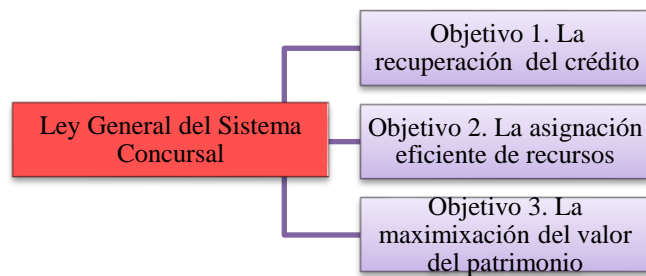 Objetivo 1. La
recuperación del crédito
Ley General del Sistema
Concursal
Objetivo 2. La asignación
eficiente de recursos
Objetivo 3. La
maximixación del valor
del patrimonio